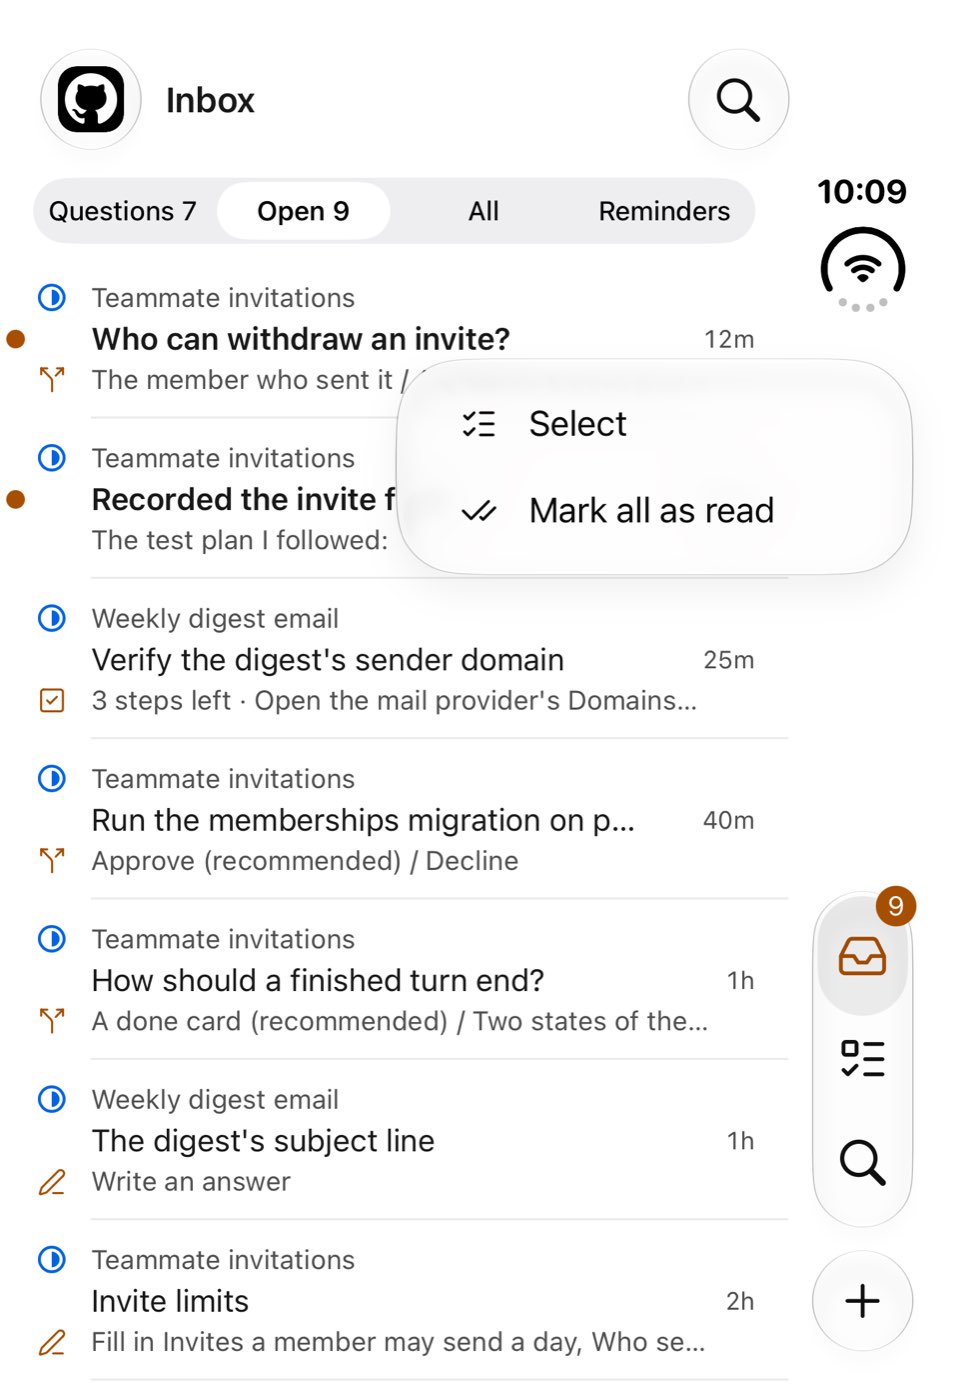 Inbox
10:09
Questions 7
Open 9
All
Reminders
Teammate invitations
Who can withdraw an invite?
12m
The member who sent it /
Select
Mark all as read
Teammate invitations
Recorded the invite f
The test plan I followed:
Weekly digest email
Verify the digest's sender domain
25m
3 steps left · Open the mail provider's Domains...
Teammate invitations
Run the memberships migration on p...
40m
Approve (recommended) / Decline
9
Teammate invitations
How should a finished turn end?
1h
A done card (recommended) / Two states of the...
Weekly digest email
The digest's subject line
1h
Write an answer
Teammate invitations
Invite limits
2h
Fill in Invites a member may send a day, Who se...